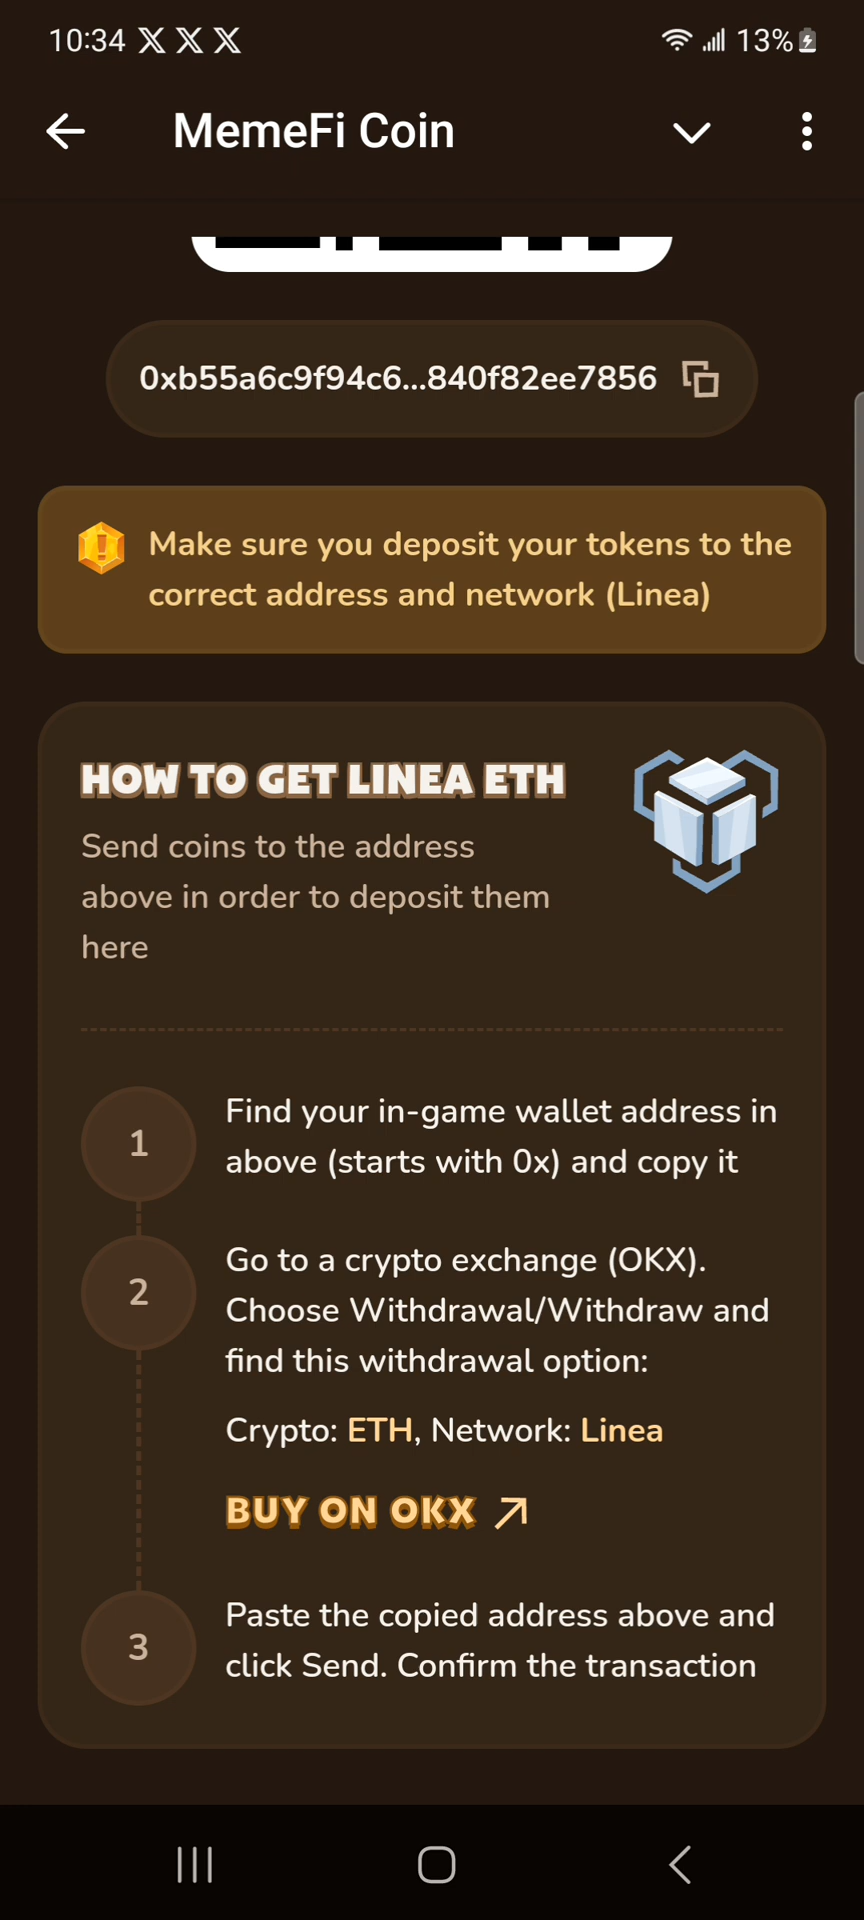 10:34 X X X 13%
MemeFi Coin
0xb55a6c9f94c6...840f82ee7856
Make sure you deposit your tokens to the
correct address and network (Linea)
HOW TO GET LINEA ETH
Send coins to the address
above in order to deposit them
here
1
Find your in-game wallet address in
above (starts with 0x) and copy it
2
Go to a crypto exchange (OKX).
Choose Withdrawal/Withdraw and
find this withdrawal option:
Crypto: ETH, Network: Linea
BUY ON OKX
3
Paste the copied address above and
click Send. Confirm the transaction